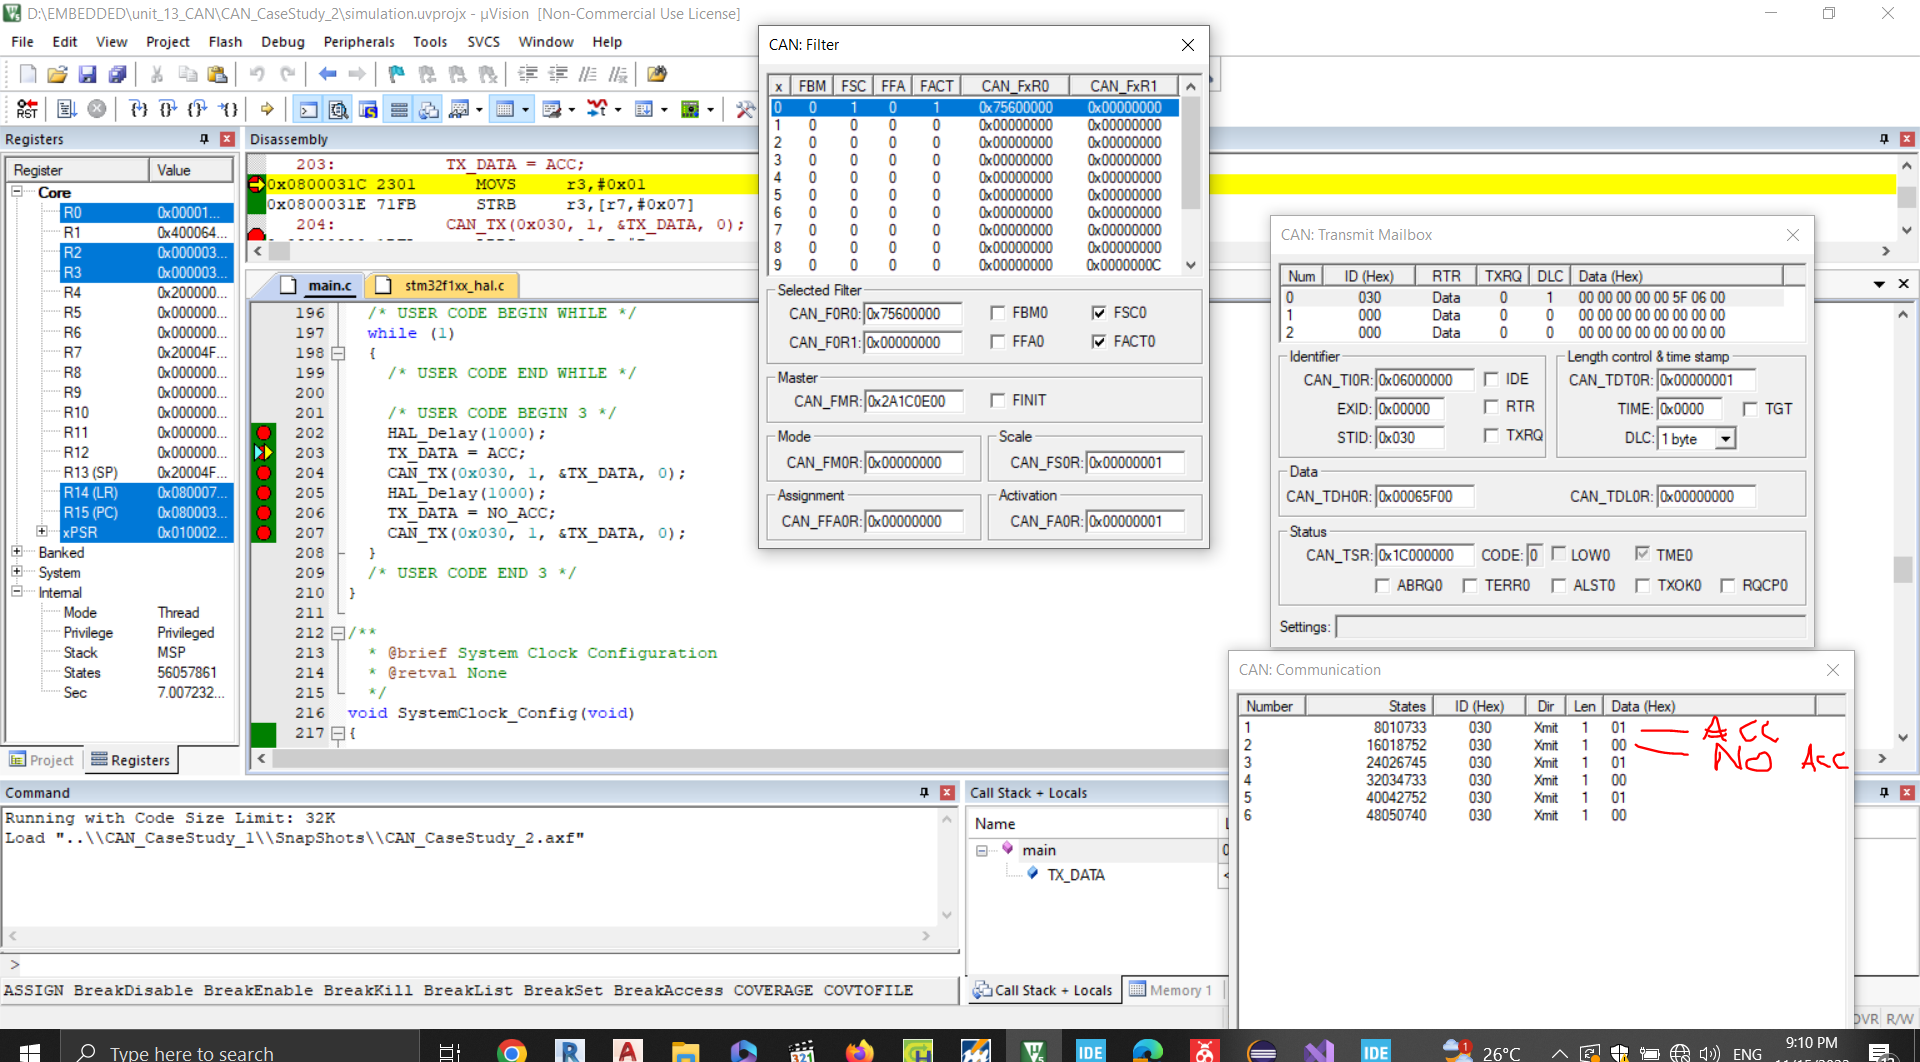 D:\EMBEDDED\unit_13_CAN\CAN_CaseStudy_2\simulation.uvprojx - µVision [Non-Commercial Use License]
File Edit View Project Flash Debug Peripherals Tools SVCS Window Help
Registers
Register Value
Core
R0 0x00001...
R1 0x400064...
R2 0x000003...
R3 0x000003...
R4 0x200000...
R5 0x000000...
R6 0x000000...
R7 0x20004F...
R8 0x000000...
R9 0x000000...
R10 0x000000...
R11 0x000000...
R12 0x000000...
R13 (SP) 0x20004F...
R14 (LR) 0x080007...
R15 (PC) 0x080003...
xPSR 0x010002...
Banked
System
Internal
Mode Thread
Privilege Privileged
Stack MSP
States 56057861
Sec 7.007232...
Project Registers
Disassembly
203: TX_DATA = ACC;
0x0800031C 2301 MOVS r3,#0x01
0x0800031E 71FB STRB r3,[r7,#0x07]
204: CAN_TX(0x030, 1, &TX_DATA, 0);
main.c stm32f1xx_hal.c
196 /* USER CODE BEGIN WHILE */
197 while (1)
198 {
199 /* USER CODE END WHILE */
200
201 /* USER CODE BEGIN 3 */
202 HAL_Delay(1000);
203 TX_DATA = ACC;
204 CAN_TX(0x030, 1, &TX_DATA, 0);
205 HAL_Delay(1000);
206 TX_DATA = NO_ACC;
207 CAN_TX(0x030, 1, &TX_DATA, 0);
208 }
209 /* USER CODE END 3 */
210 }
211
212 /**
213 * @brief System Clock Configuration
214 * @retval None
215 */
216 void SystemClock_Config(void)
217 {
CAN: Filter
x FBM FSC FFA FACT CAN_FxR0 CAN_FxR1
0 0 1 0 1 0x75600000 0x00000000
1 0 0 0 0 0x00000000 0x00000000
2 0 0 0 0 0x00000000 0x00000000
3 0 0 0 0 0x00000000 0x00000000
4 0 0 0 0 0x00000000 0x00000000
5 0 0 0 0 0x00000000 0x00000000
6 0 0 0 0 0x00000000 0x00000000
7 0 0 0 0 0x00000000 0x00000000
8 0 0 0 0 0x00000000 0x00000000
9 0 0 0 0 0x00000000 0x0000000C
Selected Filter
CAN_F0R0: 0x75600000 FBM0 FSC0
CAN_F0R1: 0x00000000 FFA0 FACT0
Master
CAN_FMR: 0x2A1C0E00 FINIT
Mode Scale
CAN_FM0R: 0x00000000 CAN_FS0R: 0x00000001
Assignment Activation
CAN_FFA0R: 0x00000000 CAN_FA0R: 0x00000001
CAN: Transmit Mailbox
Num ID (Hex) RTR TXRQ DLC Data (Hex)
0 030 Data 0 1 00 00 00 00 00 5F 06 00
1 000 Data 0 0 00 00 00 00 00 00 00 00
2 000 Data 0 0 00 00 00 00 00 00 00 00
Identifier Length control & time stamp
CAN_TI0R: 0x06000000 IDE CAN_TDT0R: 0x00000001
EXID: 0x00000 RTR TIME: 0x0000 TGT
STID: 0x030 TXRQ DLC: 1 byte
Data
CAN_TDH0R: 0x00065F00 CAN_TDL0R: 0x00000000
Status
CAN_TSR: 0x1C000000 CODE: 0 LOW0 TME0
ABRQ0 TERR0 ALST0 TXOK0 RQCP0
Settings:
CAN: Communication
Number States ID (Hex) Dir Len Data (Hex)
1 8010733 030 Xmit 1 01 ACC
2 16018752 030 Xmit 1 00 NO ACC
3 24026745 030 Xmit 1 01
4 32034733 030 Xmit 1 00
5 40042752 030 Xmit 1 01
6 48050740 030 Xmit 1 00
Command
Running with Code Size Limit: 32K
Load "..\\CAN_CaseStudy_1\\SnapShots\\CAN_CaseStudy_2.axf"
>
ASSIGN BreakDisable BreakEnable BreakKill BreakList BreakSet BreakAccess COVERAGE COVTOFILE
Call Stack + Locals
Name
main
TX_DATA
Call Stack + Locals Memory 1
OVR R/W
Type here to search
26°C
ENG
9:10 PM